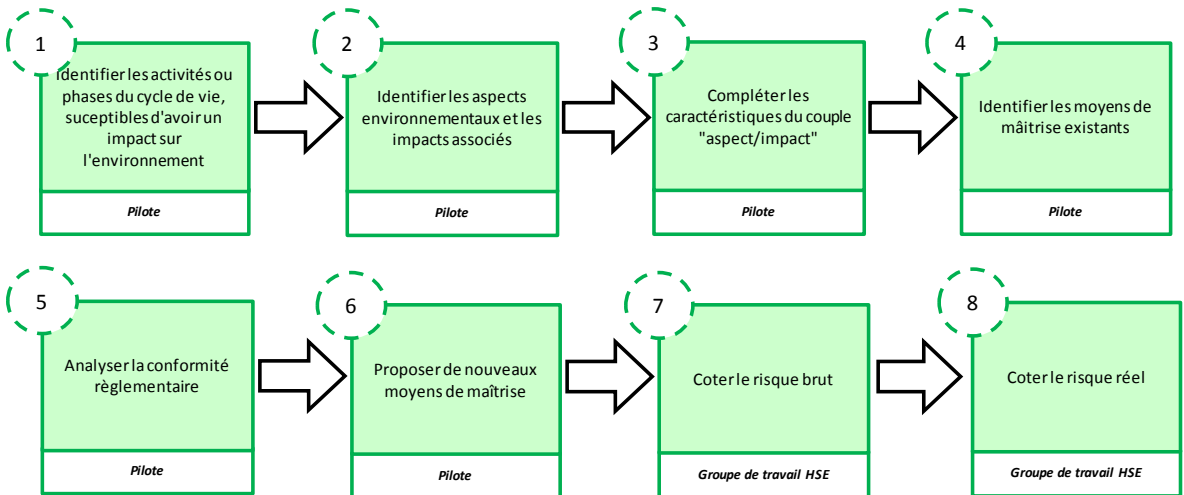 1
Identifier les activités ou
phases du cycle de vie,
suceptibles d'avoir un
impact sur
l'environnement
Pilote
2
Identifier les aspects
environnementaux et les
impacts associés
Pilote
3
Compléter les
caractéristiques du couple
"aspect/impact"
Pilote
4
Identifier les moyens de
mâitrise existants
Pilote
5
Analyser la conformité
règlementaire
Pilote
6
Proposer de nouveaux
moyens de maîtrise
Pilote
7
Coter le risque brut
Groupe de travail HSE
8
Coter le risque réel
Groupe de travail HSE